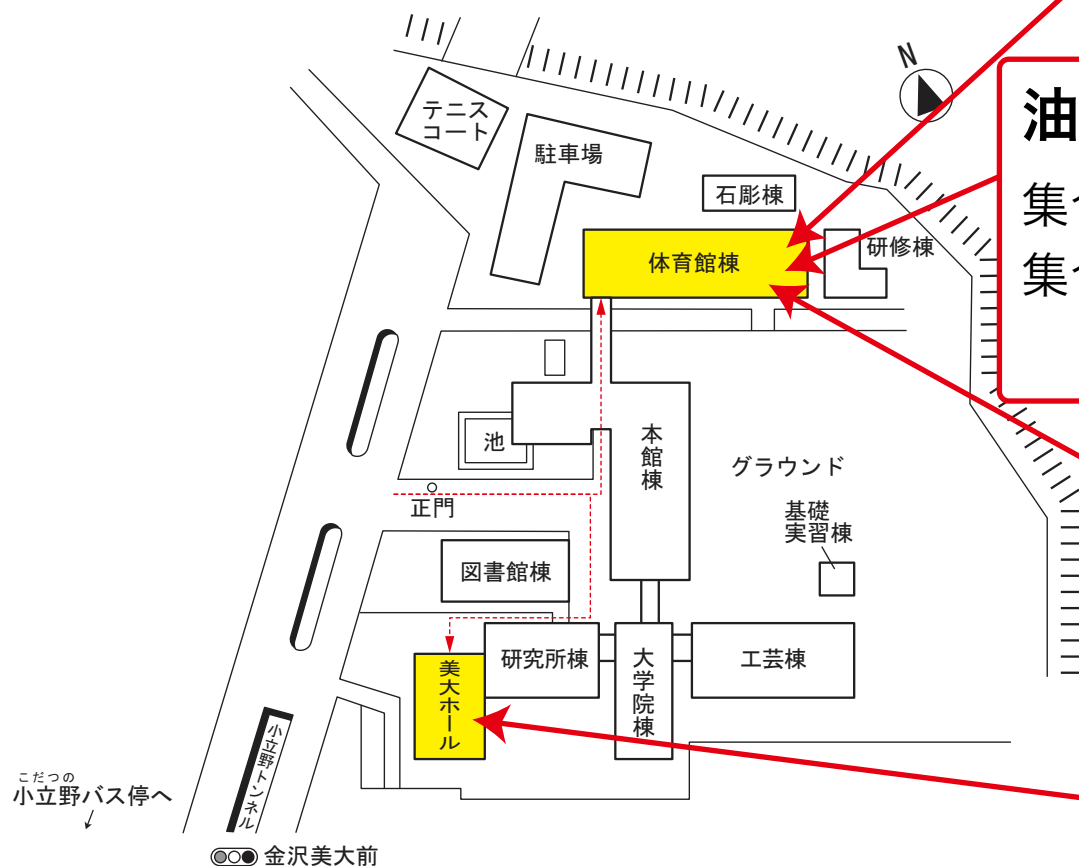 N
テニス
コート
駐車場
石彫棟
体育館棟
研修棟
油
集
集
本館棟
池
グラウンド
正門
基礎
実習棟
図書館棟
研究所棟
大学院棟
工芸棟
美大ホール
小立野トンネル
こだつの
小立野バス停へ
金沢美大前